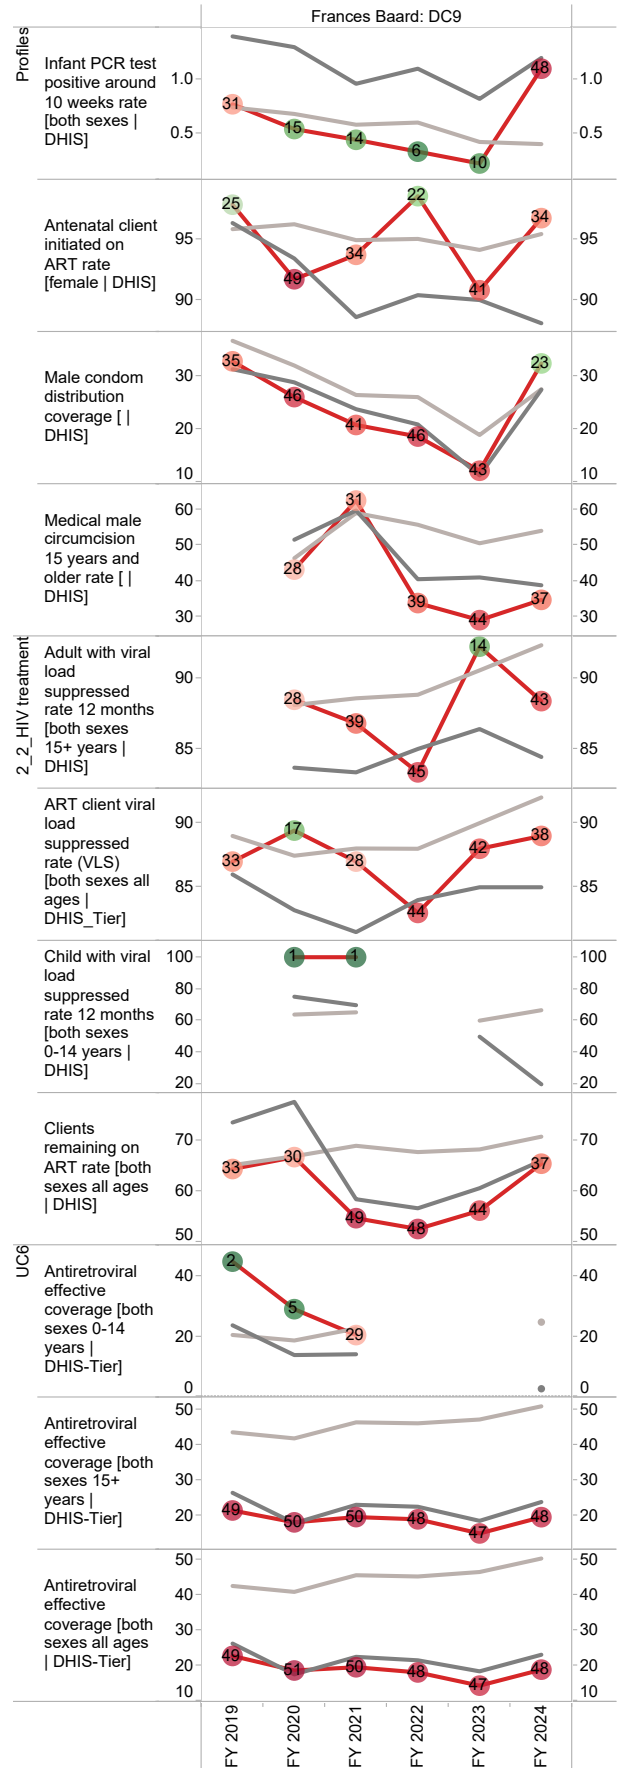 Frances Baard: DC9
Profiles
Infant PCR test
positive around
10 weeks rate
[both sexes |
DHIS]
1.0
0.5
31
15
14
6
10
48
1.0
0.5
Antenatal client
initiated on
ART rate
[female | DHIS]
95
90
25
49
34
22
41
34
95
90
Male condom
distribution
coverage [ |
DHIS]
30
20
10
35
46
41
46
43
23
30
20
10
Medical male
circumcision
15 years and
older rate [ |
DHIS]
60
50
40
30
28
31
39
44
37
60
50
40
30
2_2_HIV treatment
Adult with viral
load
suppressed
rate 12 months
[both sexes
15+ years |
DHIS]
90
85
28
39
45
14
43
90
85
ART client viral
load
suppressed
rate (VLS)
[both sexes all
ages |
DHIS_Tier]
90
85
33
17
28
44
42
38
90
85
Child with viral
load
suppressed
rate 12 months
[both sexes
0-14 years |
DHIS]
100
80
60
40
20
1
1
100
80
60
40
20
Clients
remaining on
ART rate [both
sexes all ages
| DHIS]
70
60
50
33
30
49
48
44
37
70
60
50
UC6
Antiretroviral
effective
coverage [both
sexes 0-14
years |
DHIS-Tier]
40
20
0
2
5
29
40
20
0
Antiretroviral
effective
coverage [both
sexes 15+
years |
DHIS-Tier]
50
40
30
20
49
50
50
48
47
48
50
40
30
20
Antiretroviral
effective
coverage [both
sexes all ages
| DHIS-Tier]
50
40
30
20
10
49
51
50
48
47
48
50
40
30
20
10
FY 2019
FY 2020
FY 2021
FY 2022
FY 2023
FY 2024